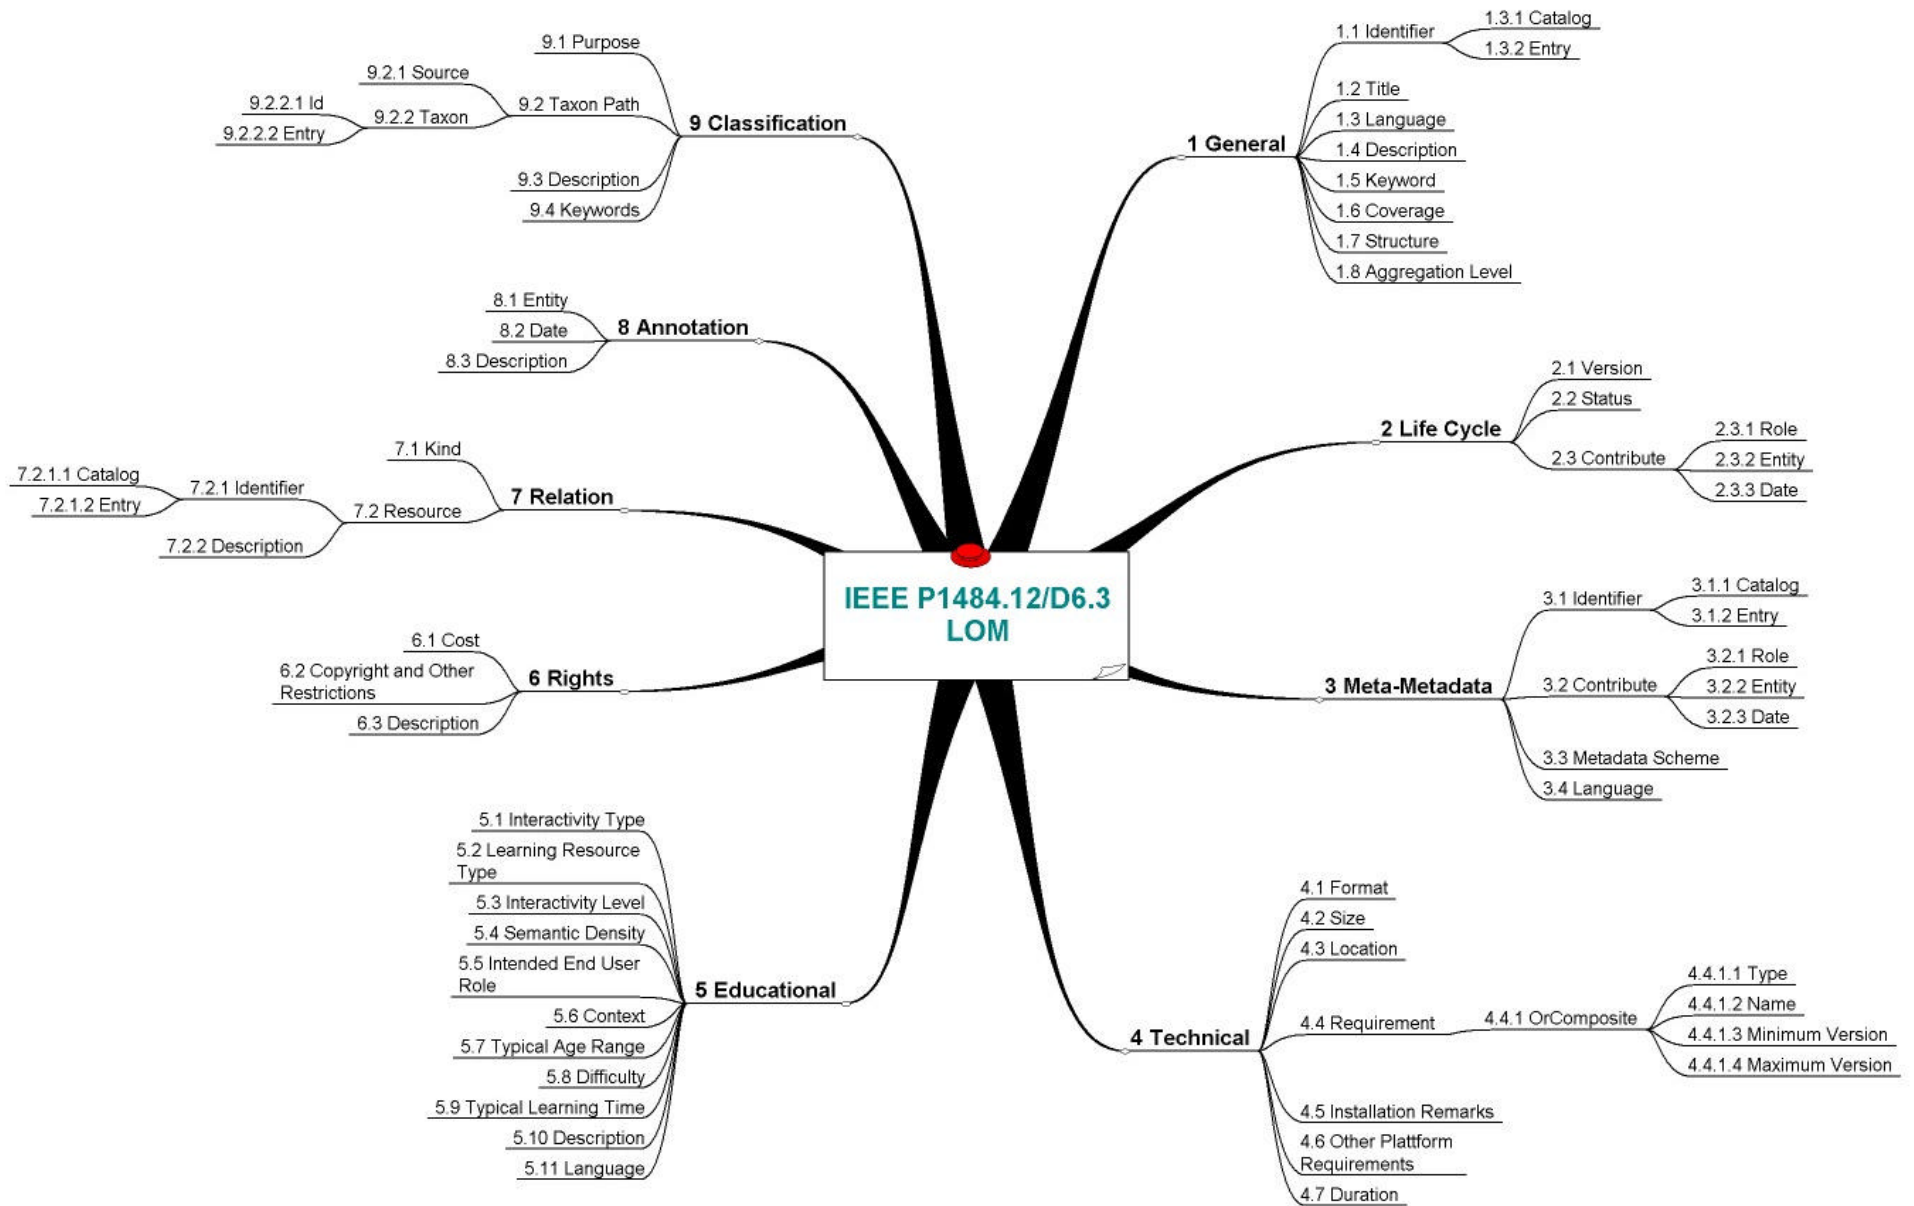 IEEE P1484.12/D6.3
LOM
1 General
1.1 Identifier
1.3.1 Catalog
1.3.2 Entry
1.2 Title
1.3 Language
1.4 Description
1.5 Keyword
1.6 Coverage
1.7 Structure
1.8 Aggregation Level
2 Life Cycle
2.1 Version
2.2 Status
2.3 Contribute
2.3.1 Role
2.3.2 Entity
2.3.3 Date
3 Meta-Metadata
3.1 Identifier
3.1.1 Catalog
3.1.2 Entry
3.2 Contribute
3.2.1 Role
3.2.2 Entity
3.2.3 Date
3.3 Metadata Scheme
3.4 Language
4 Technical
4.1 Format
4.2 Size
4.3 Location
4.4 Requirement
4.4.1 OrComposite
4.4.1.1 Type
4.4.1.2 Name
4.4.1.3 Minimum Version
4.4.1.4 Maximum Version
4.5 Installation Remarks
4.6 Other Plattform
Requirements
4.7 Duration
5 Educational
5.1 Interactivity Type
5.2 Learning Resource
Type
5.3 Interactivity Level
5.4 Semantic Density
5.5 Intended End User
Role
5.6 Context
5.7 Typical Age Range
5.8 Difficulty
5.9 Typical Learning Time
5.10 Description
5.11 Language
6 Rights
6.1 Cost
6.2 Copyright and Other
Restrictions
6.3 Description
7 Relation
7.1 Kind
7.2 Resource
7.2.1 Identifier
7.2.1.1 Catalog
7.2.1.2 Entry
7.2.2 Description
8 Annotation
8.1 Entity
8.2 Date
8.3 Description
9 Classification
9.1 Purpose
9.2 Taxon Path
9.2.1 Source
9.2.2 Taxon
9.2.2.1 Id
9.2.2.2 Entry
9.3 Description
9.4 Keywords